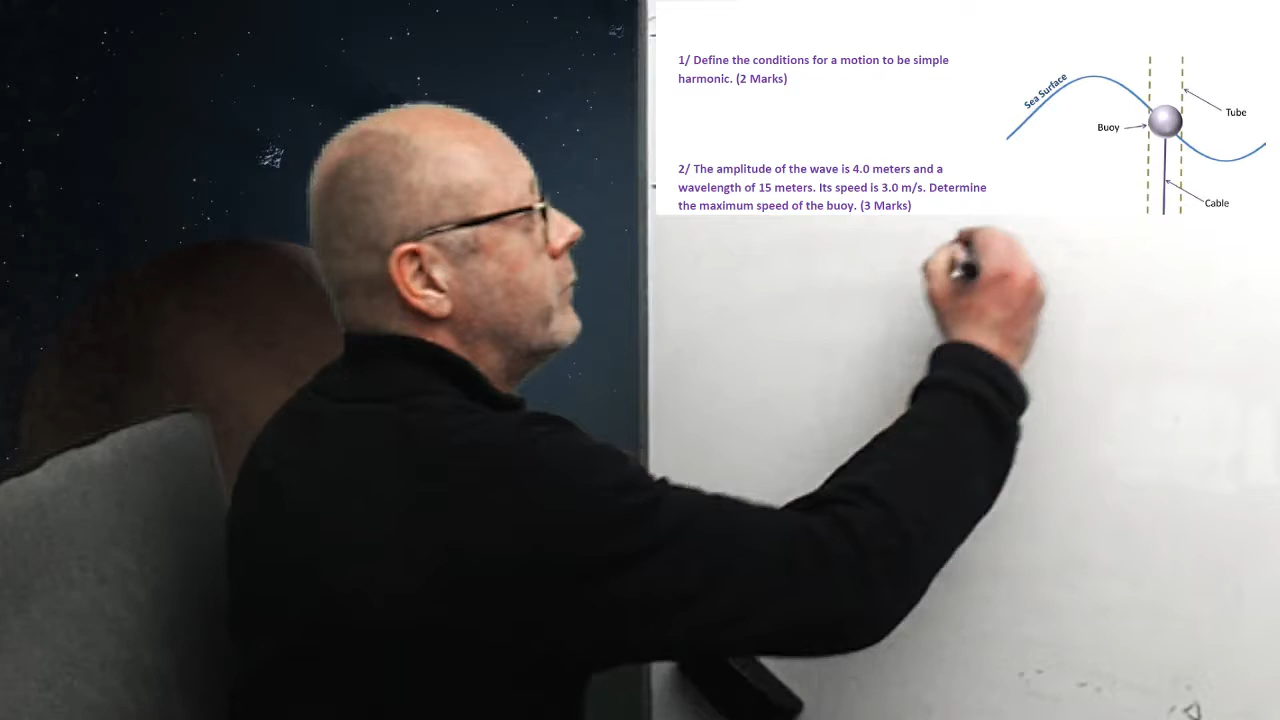 1/ Define the conditions for a motion to be simple
harmonic. (2 Marks)
Sea Surface
Tube
Buoy
2/ The amplitude of the wave is 4.0 meters and a
wavelength of 15 meters. Its speed is 3.0 m/s. Determine
the maximum speed of the buoy. (3 Marks)
Cable